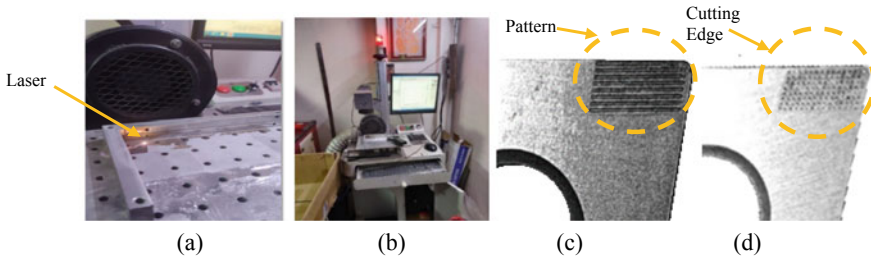 Pattern
Cutting
Edge
Laser
(a)
(b)
(c)
(d)